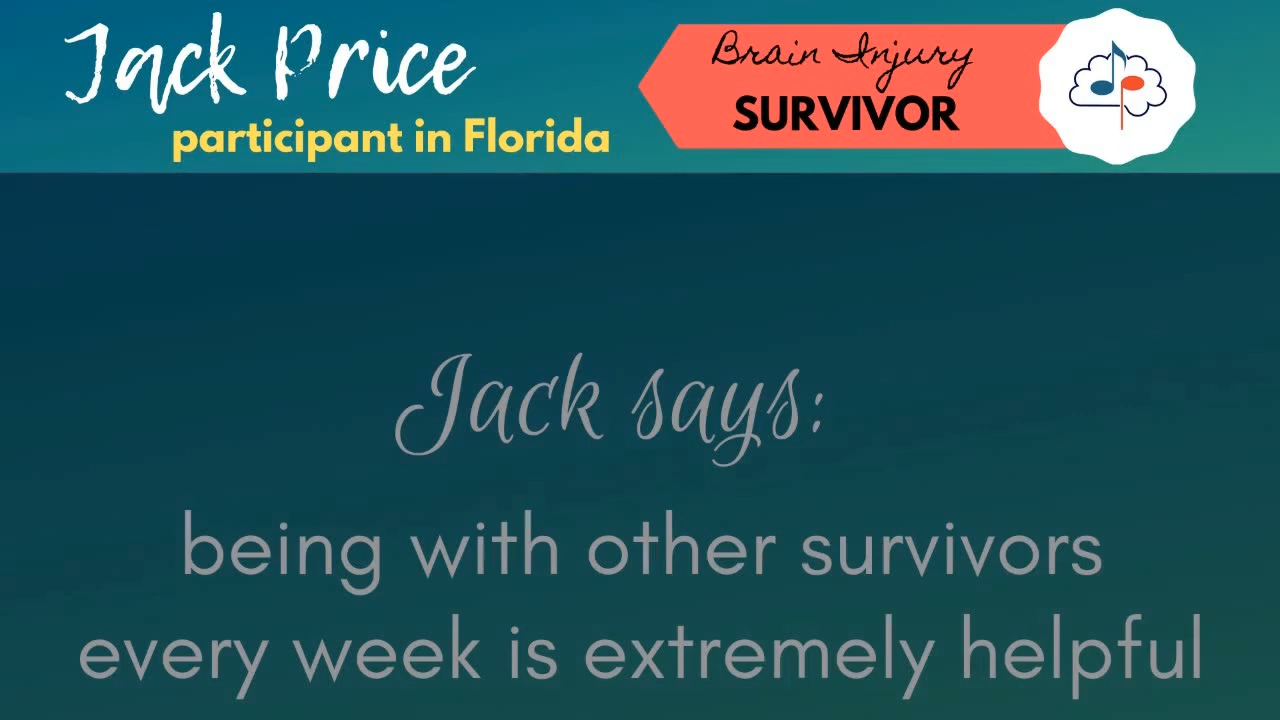 Jack Price
participant in Florida
Brain Injury
SURVIVOR
Jack says:
being with other survivors
every week is extremely helpful